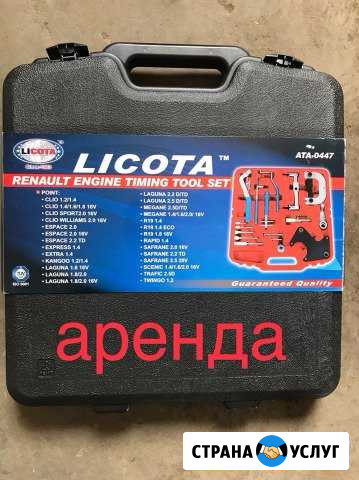 LICOTA
LICOTA™
ATA-0447
RENAULT ENGINE TIMING TOOL SET
• POINT:
- CLIO 1.2/1.4
- CLIO 1.4/1.6/1.8 16V
- CLIO SPORT2.0 16V
- CLIO WILLIAMS 2.0 16V
- ESPACE 2.0
- ESPACE 2.0 16V
- ESPACE 2.2 TD
- EXPRESS 1.4
- EXTRA 1.4
- KANGOO 1.2/1.4
- LAGUNA 1.6 16V
- LAGUNA 1.8/2.0
- LAGUNA 1.8/2.0 16V
- LAGUNA 2.2 D/TD
- LAGUNA 2.5 D/TD
- MEGANE 2.5D/TD
- MEGANE 1.4/1.6/2.0/ 16V
- R19 1.4
- R19 1.4 ECO
- R19 1.8 16V
- RAPID 1.4
- SAFRANE 2.0 16V
- SAFRANE 2.2 TD
- SAFRANE 2.5 20V
- SCENIC 1.4/1.6/2.0 16V
- TRAFIC 2.5D
- TWINGO 1.2
ISO 9001
Guaranteed Quality
аренда
СТРАНА УСЛУГ